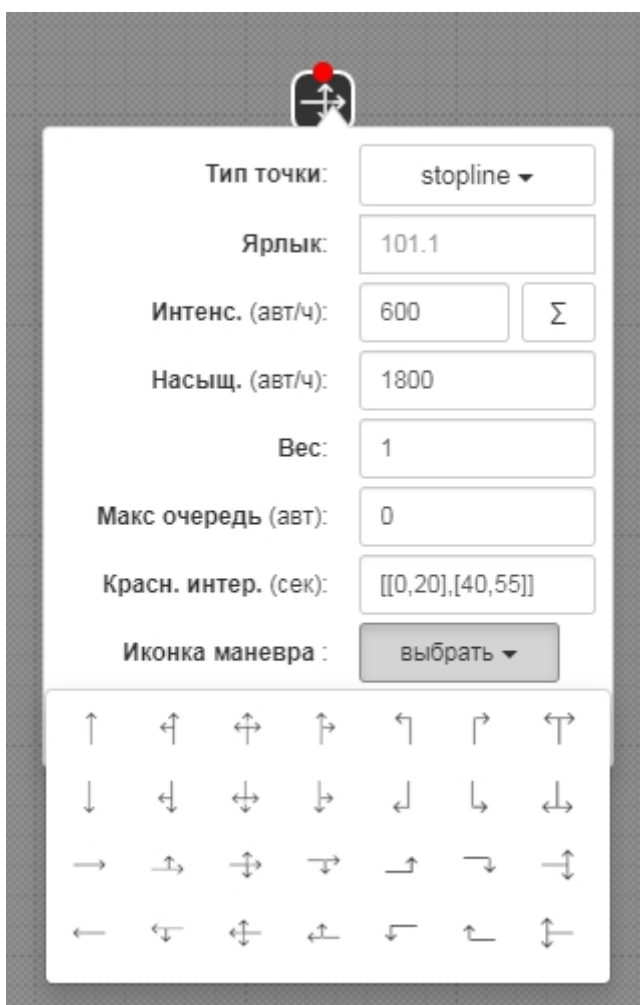 Тип точки: stopline
Ярлык: 101.1
Интенс. (авт/ч): 600 Σ
Насыщ. (авт/ч): 1800
Вес: 1
Макс очередь (авт): 0
Красн. интер. (сек): [[0,20],[40,55]]
Иконка маневра : выбрать